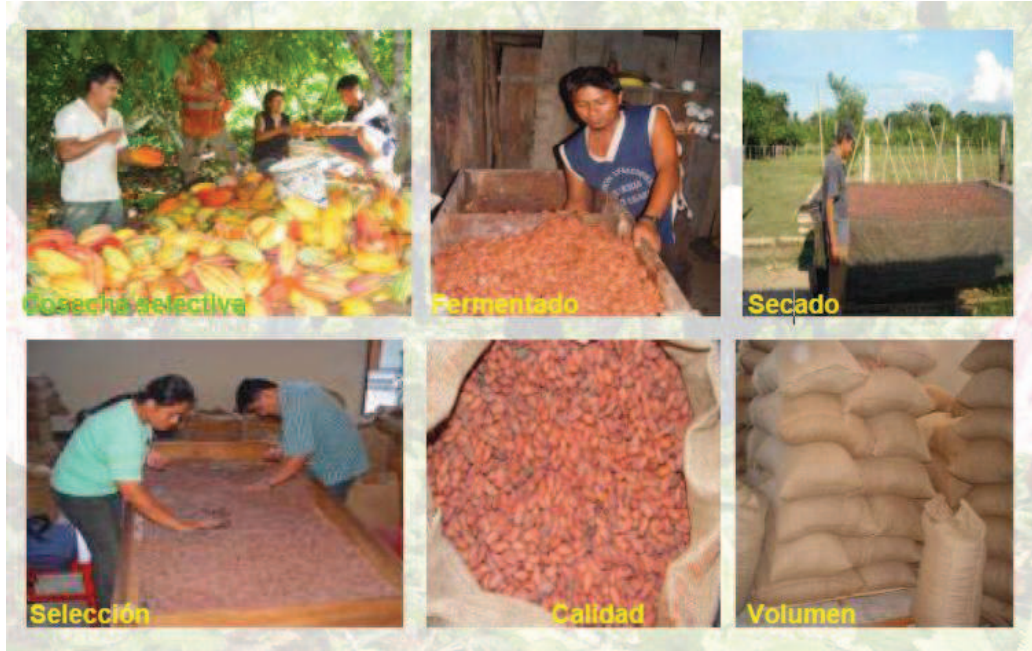 Cosecha selectiva
Fermentado
Secado
Selección
Calidad
Volumen